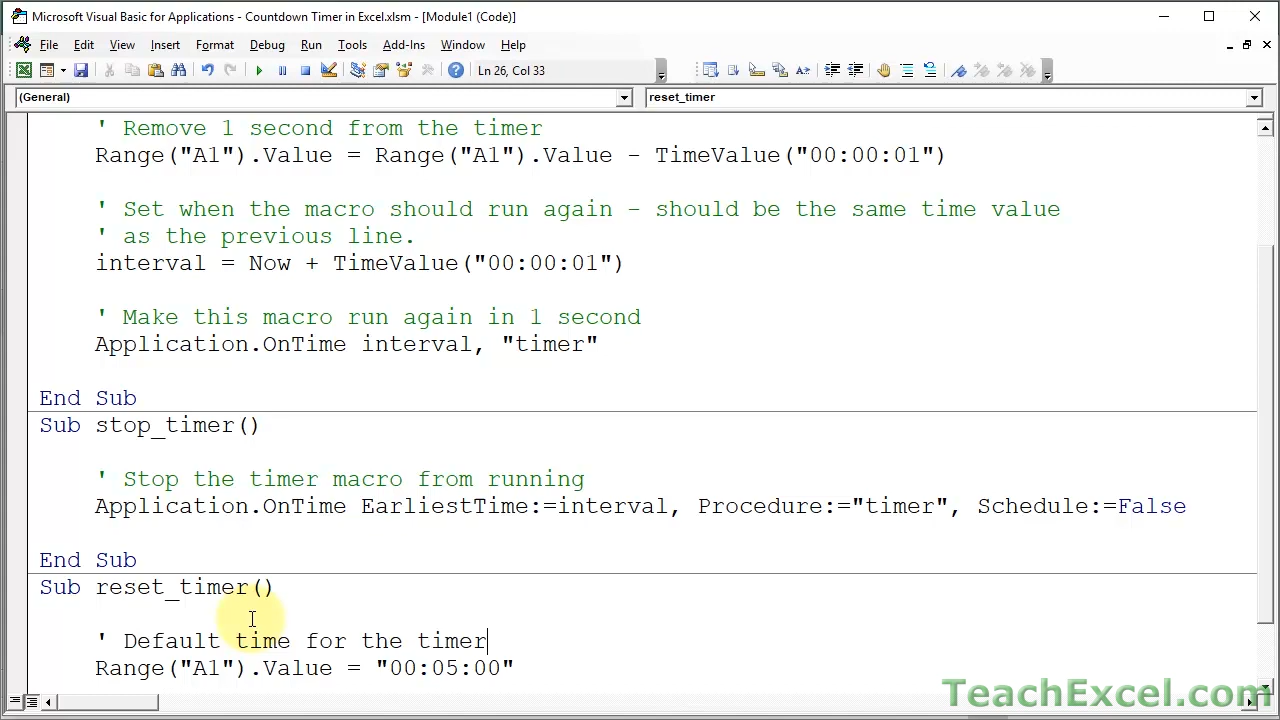 Microsoft Visual Basic for Applications - Countdown Timer in Excel.xlsm - [Module1 (Code)]
File Edit View Insert Format Debug Run Tools Add-Ins Window Help
Ln 26, Col 33
(General) reset_timer
' Remove 1 second from the timer
Range("A1").Value = Range("A1").Value - TimeValue("00:00:01")
' Set when the macro should run again - should be the same time value
' as the previous line.
interval = Now + TimeValue("00:00:01")
' Make this macro run again in 1 second
Application.OnTime interval, "timer"
End Sub
Sub stop_timer()
' Stop the timer macro from running
Application.OnTime EarliestTime:=interval, Procedure:="timer", Schedule:=False
End Sub
Sub reset_timer()
' Default time for the timer
Range("A1").Value = "00:05:00"
TeachExcel.com